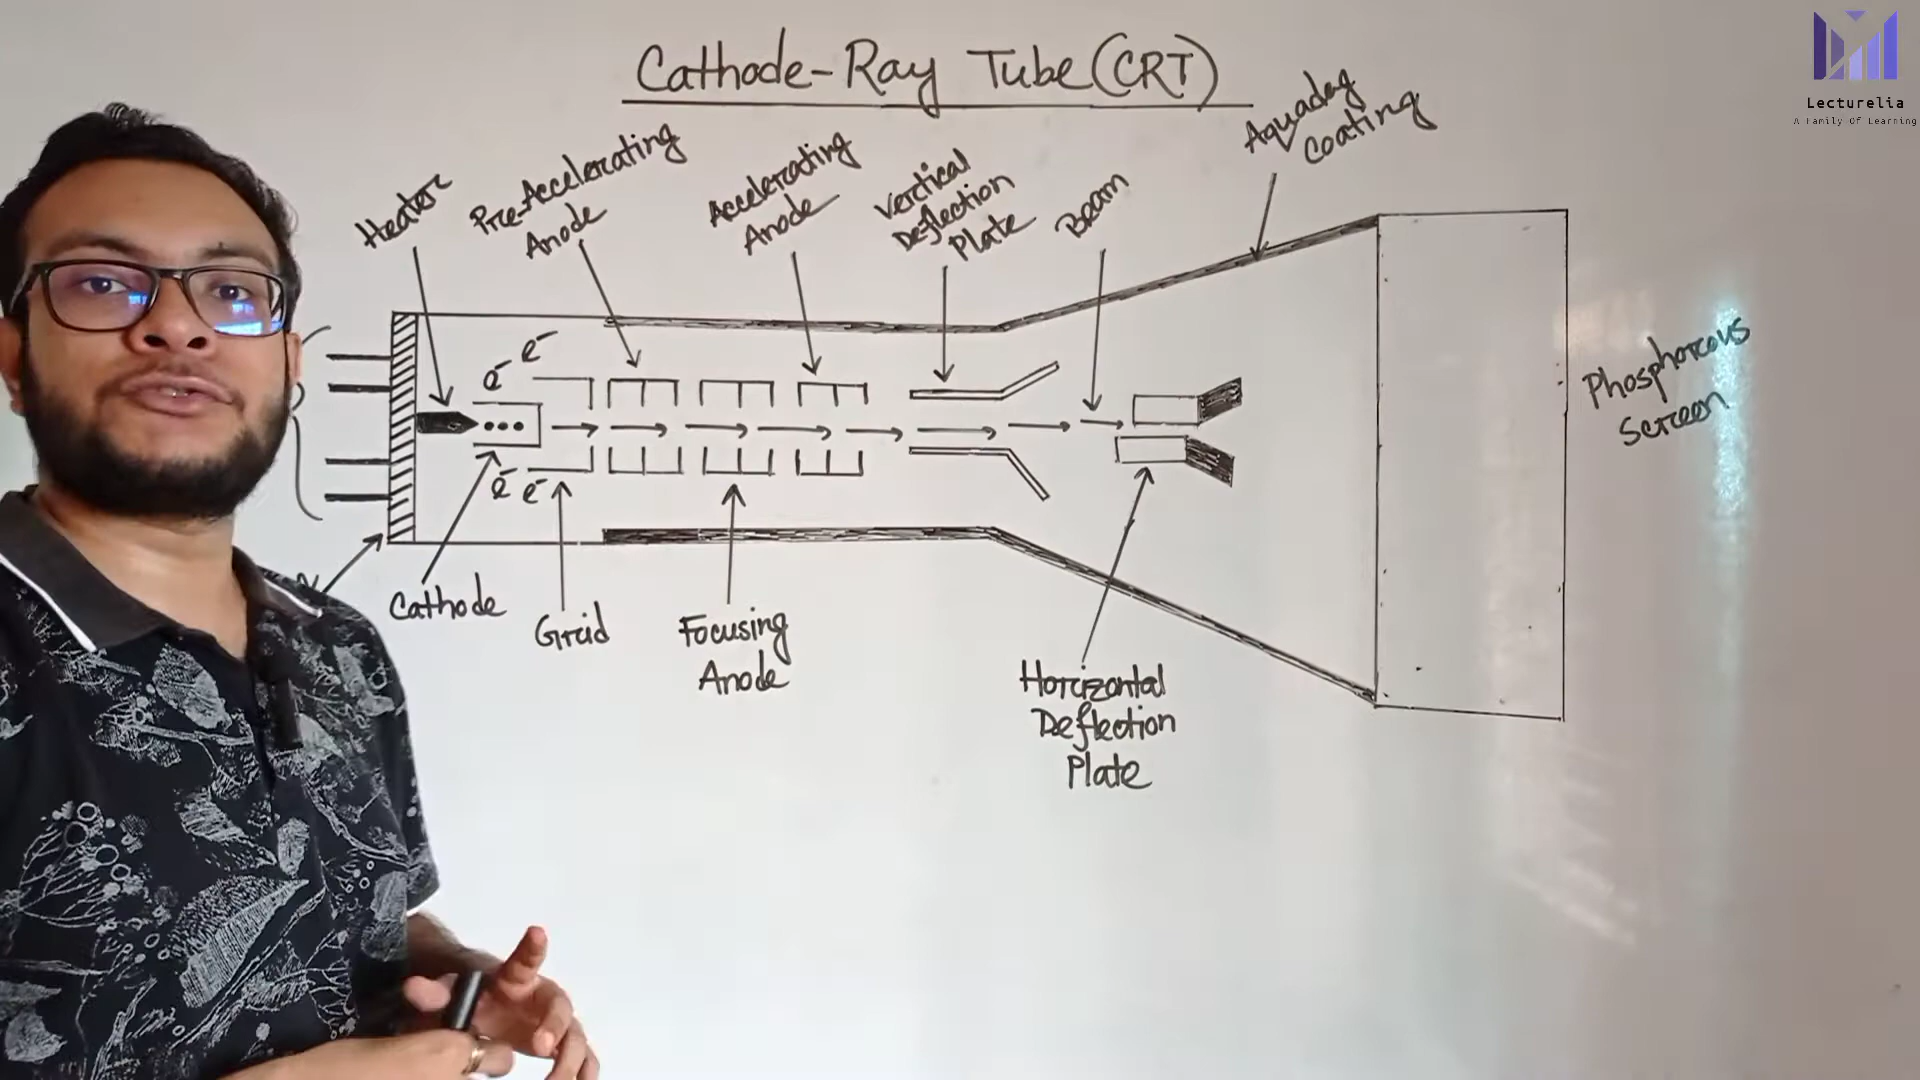 Cathode-Ray Tube (CRT)
Lecturelia
A Family Of Learning
Heater
Pre-Accelerating
Anode
Accelerating
Anode
Vertical
Deflection
Plate
Beam
Aquadag
Coating
Phosphorous
Screen
e⁻ e⁻
e⁻ e⁻
Cathode
Grid
Focusing
Anode
Horizontal
Deflection
Plate